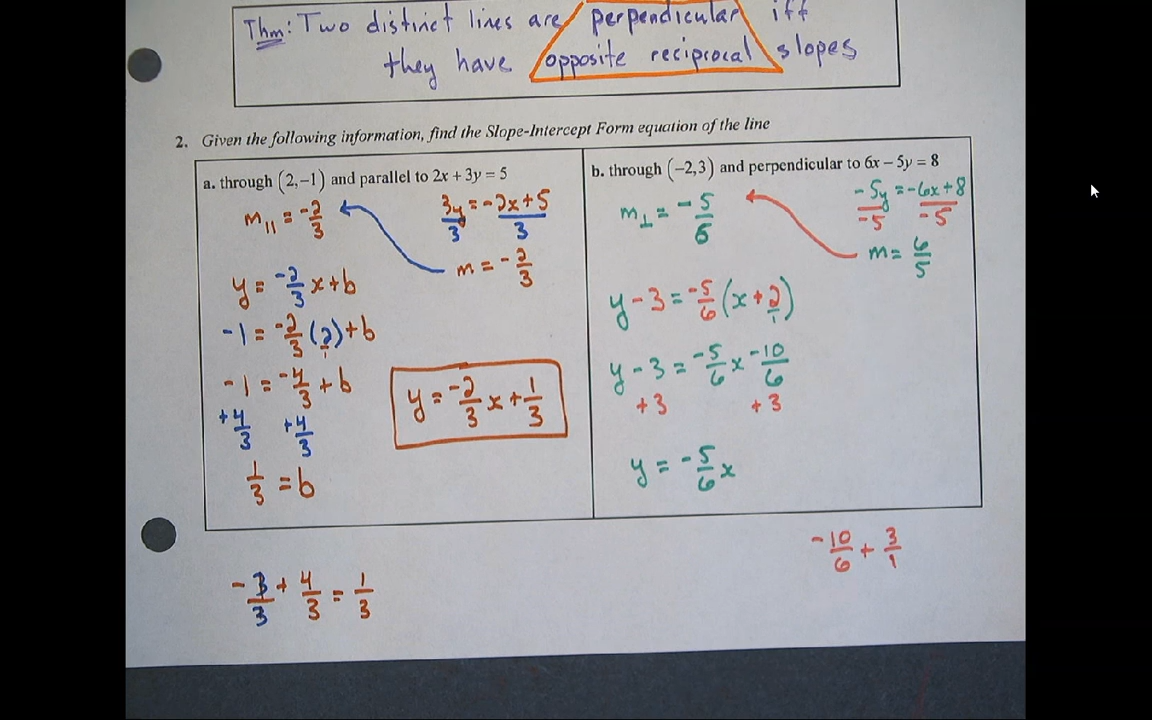 Thm: Two distinct lines are perpendicular iff
they have opposite reciprocal slopes
2. Given the following information, find the Slope-Intercept Form equation of the line
a. through (2,−1) and parallel to 2x + 3y = 5
m_|| = -2/3
3y = -2x+5
3 3
m = -2/3
y = -2/3 x + b
-1 = -2/3 (2/1) + b
-1 = -4/3 + b
+4/3 +4/3
1/3 = b
y = -2/3 x + 1/3
b. through (−2,3) and perpendicular to 6x − 5y = 8
m⊥ = -5/6
-5y = -6x+8
-5 -5
m = 6/5
y - 3 = -5/6 (x + 2/1)
y - 3 = -5/6 x -10/6
+3 +3
y = -5/6 x
-10/6 + 3/1
-3/3 + 4/3 = 1/3